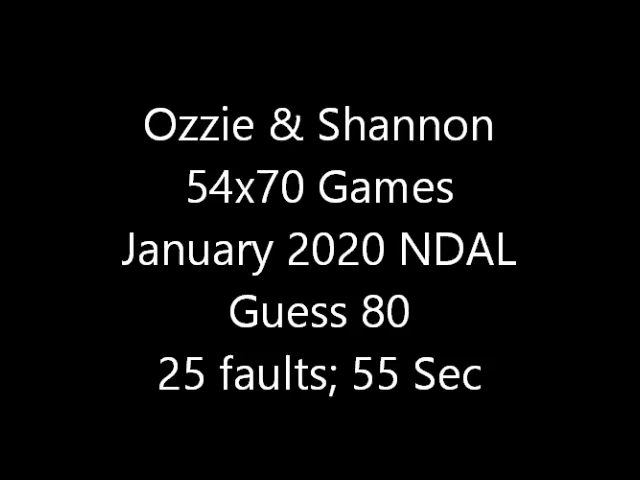 Ozzie & Shannon
54x70 Games
January 2020 NDAL
Guess 80
25 faults; 55 Sec